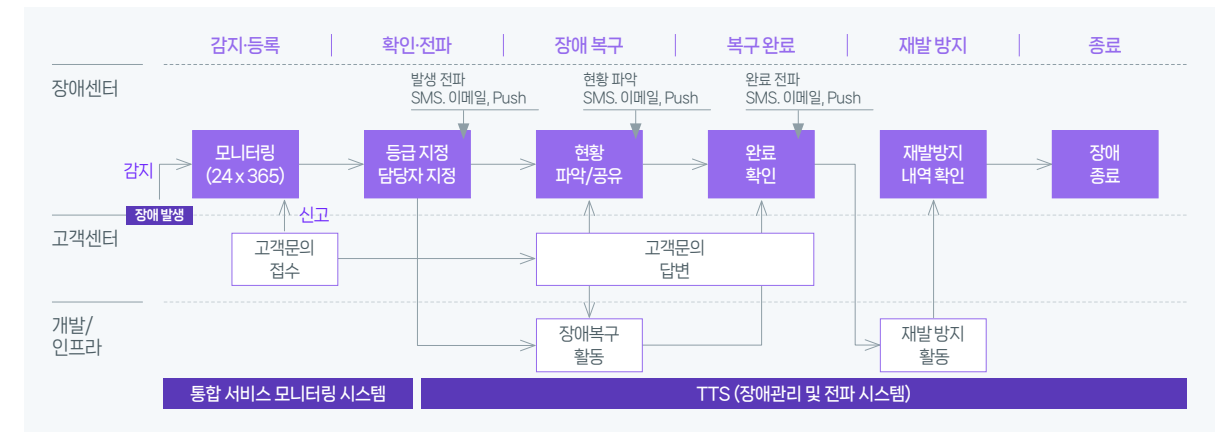 감지·등록
확인·전파
장애 복구
복구 완료
재발 방지
종료
장애센터
발생 전파
SMS. 이메일, Push
현황 파악
SMS. 이메일, Push
완료 전파
SMS. 이메일, Push
감지
모니터링
(24 x 365)
등급 지정
담당자 지정
현황
파악/공유
완료
확인
재발방지
내역 확인
장애
종료
장애 발생
신고
고객센터
고객문의
접수
고객문의
답변
개발/
인프라
장애복구
활동
재발 방지
활동
통합 서비스 모니터링 시스템
TTS (장애관리 및 전파 시스템)